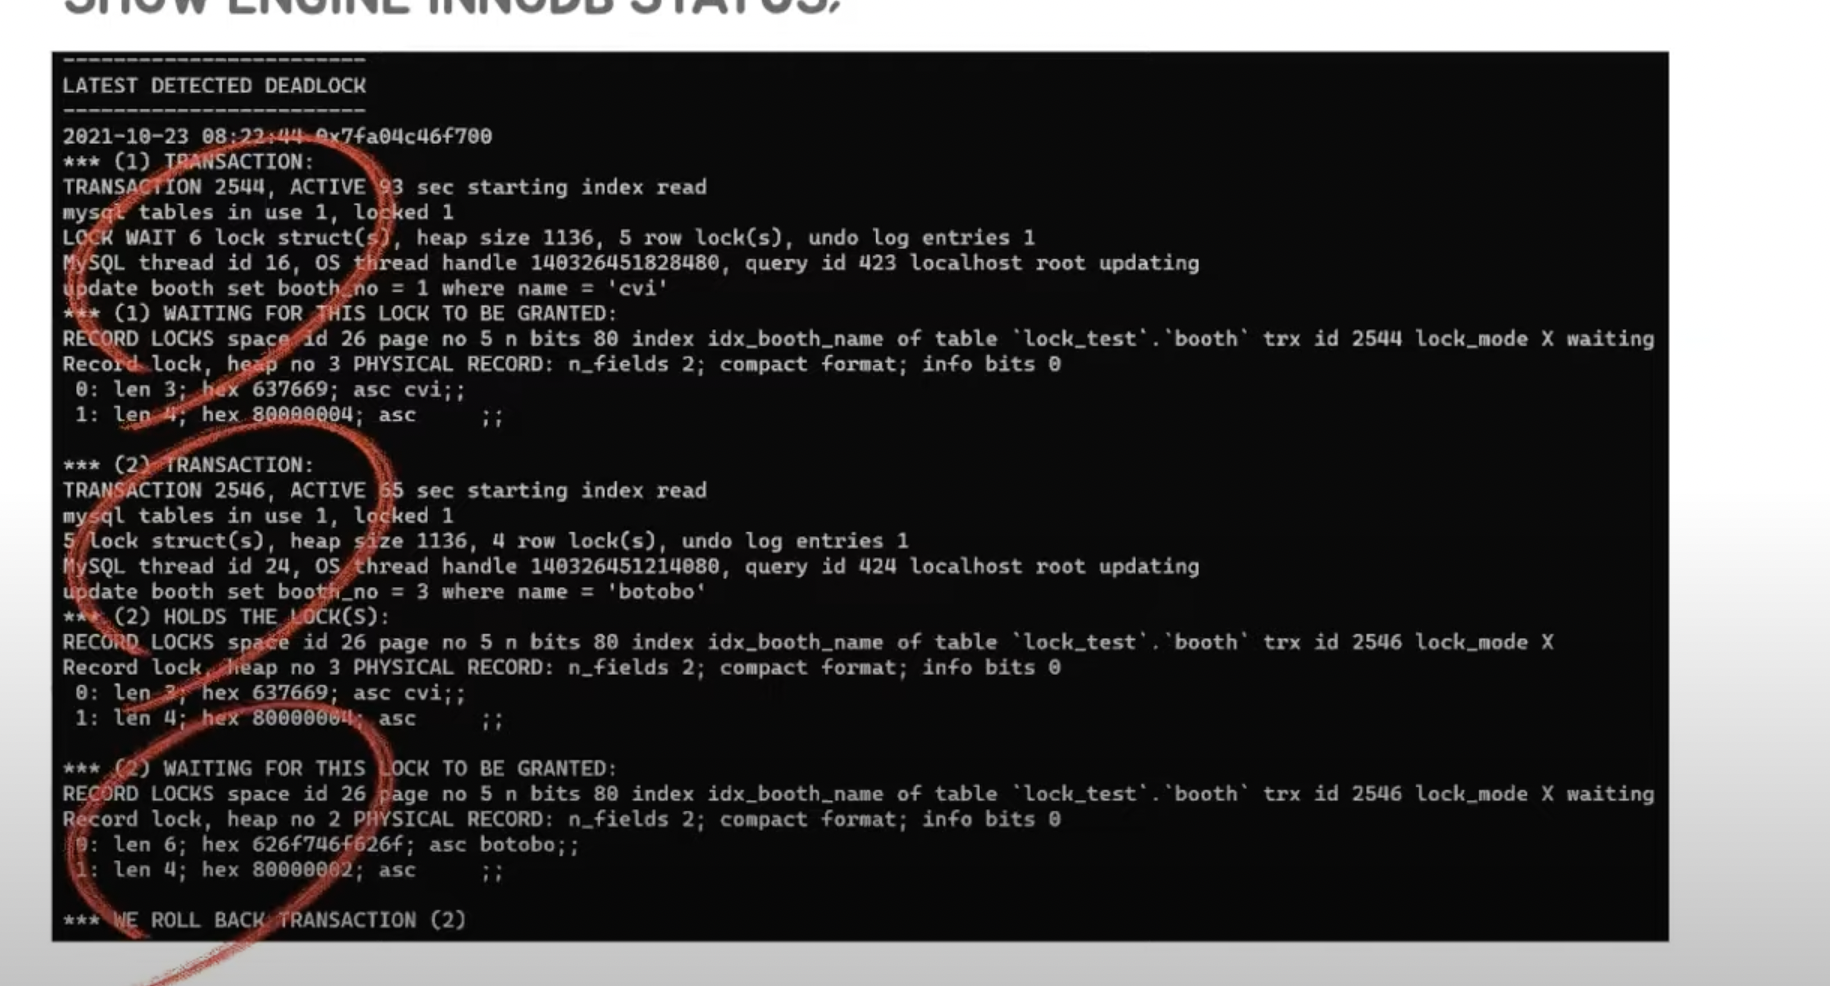 SHOW ENGINE INNODB STATUS;
------------------------
LATEST DETECTED DEADLOCK
------------------------
2021-10-23 08:22:44 0x7fa04c46f700
*** (1) TRANSACTION:
TRANSACTION 2544, ACTIVE 93 sec starting index read
mysql tables in use 1, locked 1
LOCK WAIT 6 lock struct(s), heap size 1136, 5 row lock(s), undo log entries 1
MySQL thread id 16, OS thread handle 140326451828480, query id 423 localhost root updating
update booth set booth_no = 1 where name = 'cvi'
*** (1) WAITING FOR THIS LOCK TO BE GRANTED:
RECORD LOCKS space id 26 page no 5 n bits 80 index idx_booth_name of table `lock_test`.`booth` trx id 2544 lock_mode X waiting
Record lock, heap no 3 PHYSICAL RECORD: n_fields 2; compact format; info bits 0
 0: len 3; hex 637669; asc cvi;;
 1: len 4; hex 80000004; asc     ;;
*** (2) TRANSACTION:
TRANSACTION 2546, ACTIVE 65 sec starting index read
mysql tables in use 1, locked 1
5 lock struct(s), heap size 1136, 4 row lock(s), undo log entries 1
MySQL thread id 24, OS thread handle 140326451214080, query id 424 localhost root updating
update booth set booth_no = 3 where name = 'botobo'
*** (2) HOLDS THE LOCK(S):
RECORD LOCKS space id 26 page no 5 n bits 80 index idx_booth_name of table `lock_test`.`booth` trx id 2546 lock_mode X
Record lock, heap no 3 PHYSICAL RECORD: n_fields 2; compact format; info bits 0
 0: len 3; hex 637669; asc cvi;;
 1: len 4; hex 80000004; asc     ;;
*** (2) WAITING FOR THIS LOCK TO BE GRANTED:
RECORD LOCKS space id 26 page no 5 n bits 80 index idx_booth_name of table `lock_test`.`booth` trx id 2546 lock_mode X waiting
Record lock, heap no 2 PHYSICAL RECORD: n_fields 2; compact format; info bits 0
 0: len 6; hex 626f746f626f; asc botobo;;
 1: len 4; hex 80000002; asc     ;;
*** WE ROLL BACK TRANSACTION (2)